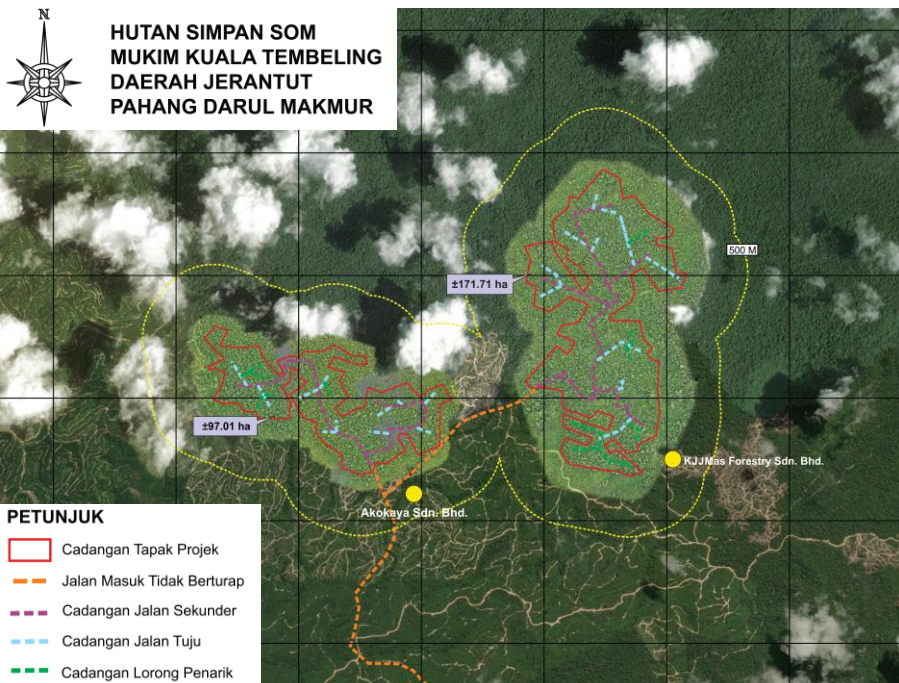 N
HUTAN SIMPAN SOM
MUKIM KUALA TEMBELING
DAERAH JERANTUT
PAHANG DARUL MAKMUR
500 M
±171.71 ha
±97.01 ha
KJJMas Forestry Sdn. Bhd.
Akokaya Sdn. Bhd.
PETUNJUK
Cadangan Tapak Projek
Jalan Masuk Tidak Berturap
Cadangan Jalan Sekunder
Cadangan Jalan Tuju
Cadangan Lorong Penarik